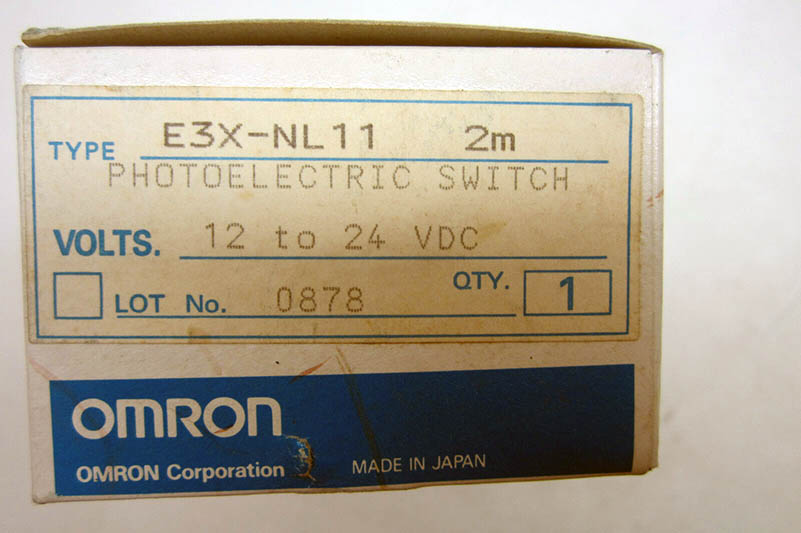 TYPE E3X-NL11 2m
PHOTOELECTRIC SWITCH
VOLTS. 12 to 24 VDC
LOT No. 0878 QTY. 1
OMRON
OMRON Corporation MADE IN JAPAN